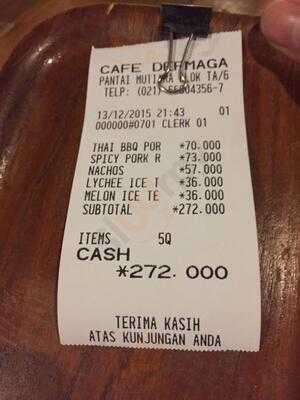 CAFE DERMAGA
PANTAI MUTIARA BLOK TA/6
TELP: (021) 66604356-7
13/12/2015 21:43 01
000000#0701 CLERK 01
THAI BBQ POR *70.000
SPICY PORK R *73.000
NACHOS *57.000
LYCHEE ICE T *36.000
MELON ICE TE *36.000
SUBTOTAL *272.000
ITEMS 5Q
CASH
*272.000
TERIMA KASIH
ATAS KUNJUNGAN ANDA